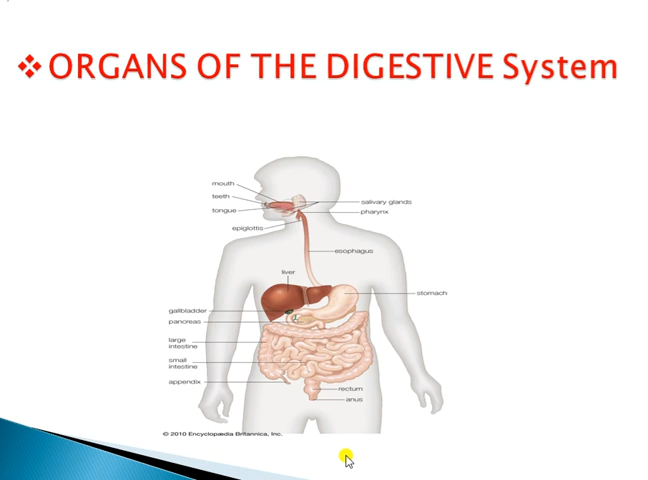 ❖ORGANS OF THE DIGESTIVE System
mouth
teeth
tongue
epiglottis
salivary glands
pharynx
esophagus
liver
stomach
gallbladder
pancreas
large
intestine
small
intestine
appendix
rectum
anus
© 2010 Encyclopædia Britannica, Inc.